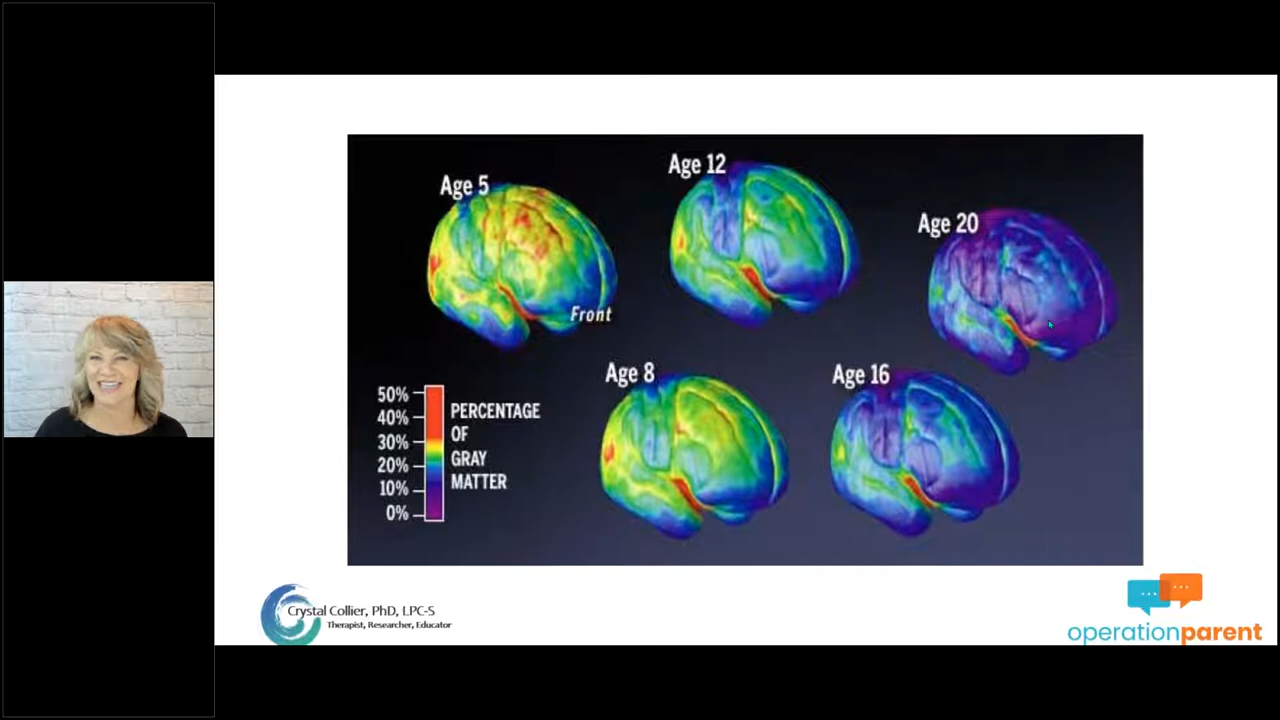 Age 5
Age 12
Age 20
Front
Age 8
Age 16
50%
40%
30%
20%
10%
0%
PERCENTAGE
OF
GRAY
MATTER
Crystal Collier, PhD, LPC-S
Therapist, Researcher, Educator
operationparent